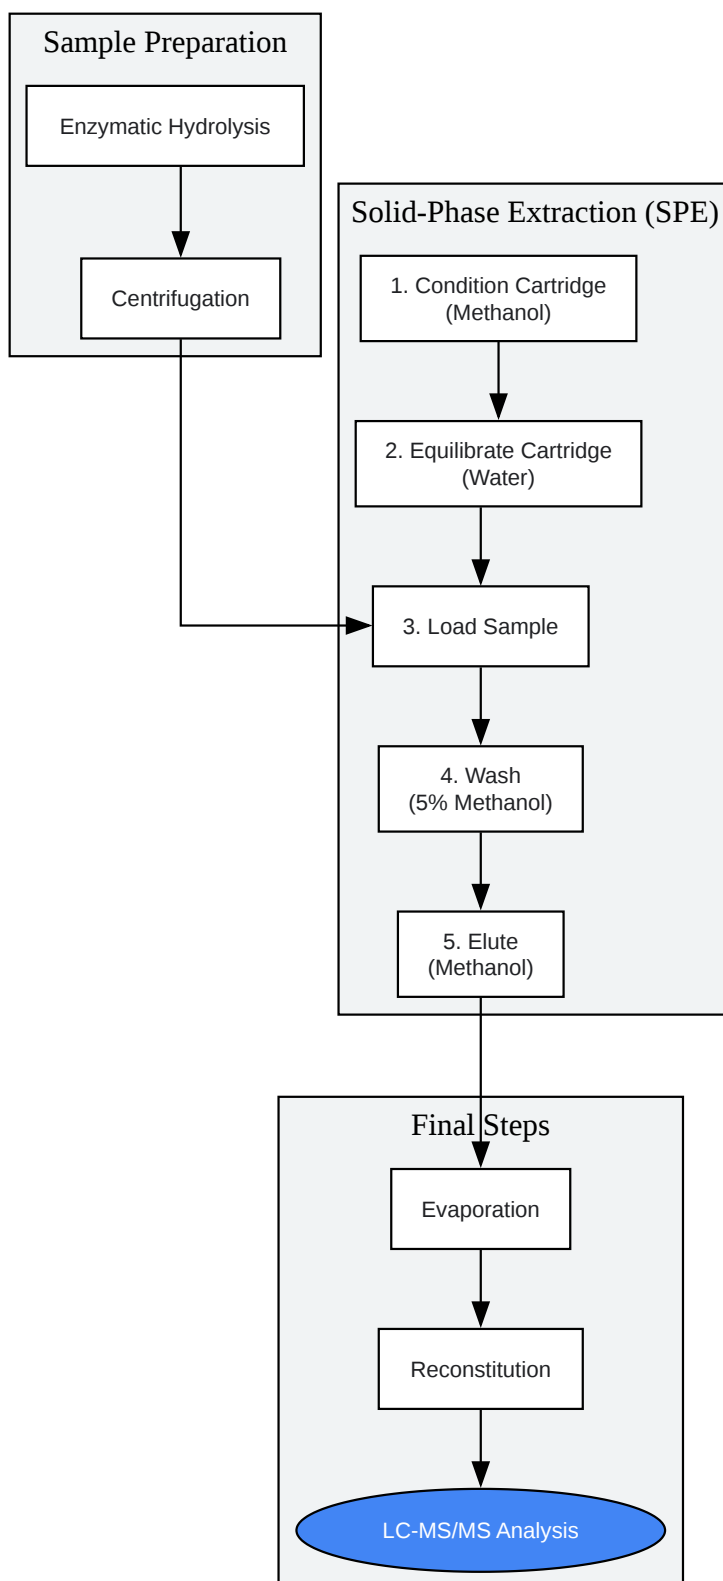 Sample Preparation
Enzymatic Hydrolysis
Centrifugation
Solid-Phase Extraction (SPE)
1. Condition Cartridge
(Methanol)
2. Equilibrate Cartridge
(Water)
3. Load Sample
4. Wash
(5% Methanol)
5. Elute
(Methanol)
Final Steps
Evaporation
Reconstitution
LC-MS/MS Analysis